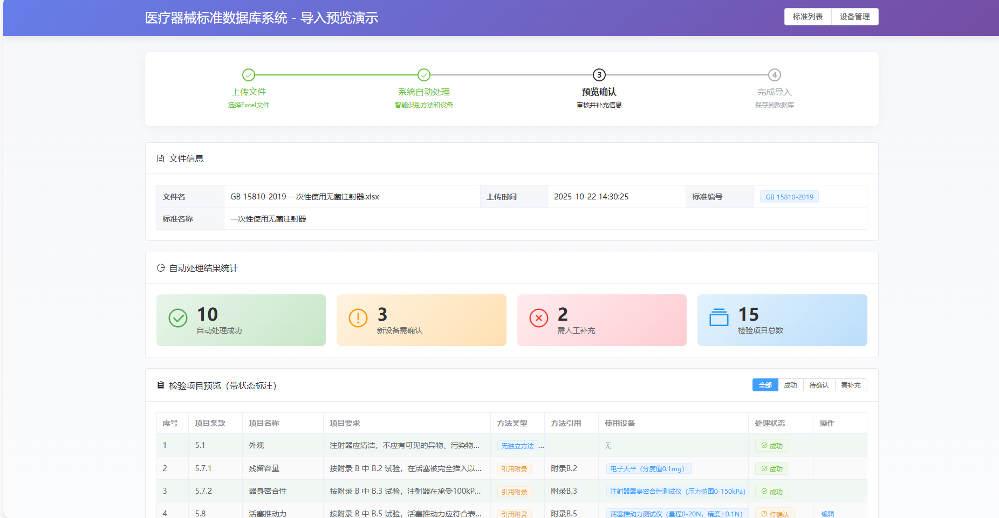 医疗器械标准数据库系统 - 导入预览演示
标准列表 设备管理
3 4
上传文件 系统自动处理 预览确认 完成导入
选择Excel文件 智能识别方法和设备 审核并补充信息 保存到数据库
文件信息
文件名 GB 15810-2019 一次性使用无菌注射器.xlsx 上传时间 2025-10-22 14:30:25 标准编号 GB 15810-2019
标准名称 一次性使用无菌注射器
自动处理结果统计
10 3 2 15
自动处理成功 新设备需确认 需人工补充 检验项目总数
检验项目预览（带状态标注） 全部 成功 待确认 需补充
序号 项目条款 项目名称 项目要求 方法类型 方法引用 使用设备 处理状态 操作
1 5.1 外观 注射器应清洁，不应有可见的异物、污染物... 无独立方法 ... 无 成功
2 5.7.1 残留容量 按附录 B 中 B.2 试验，在活塞被完全推入以... 引用附录 附录B.2 电子天平（分度值0.1mg） 成功
3 5.7.2 器身密合性 按附录 B 中 B.3 试验，注射器在承受100kP... 引用附录 附录B.3 注射器器身密合性测试仪（压力范围0-150kPa） 成功
4 5.8 活塞推动力 按附录 B 中 B.5 试验，活塞推动力应符合表... 引用附录 附录B.5 活塞推动力测试仪（量程0-20N，精度±0.1N） 待确认 编辑